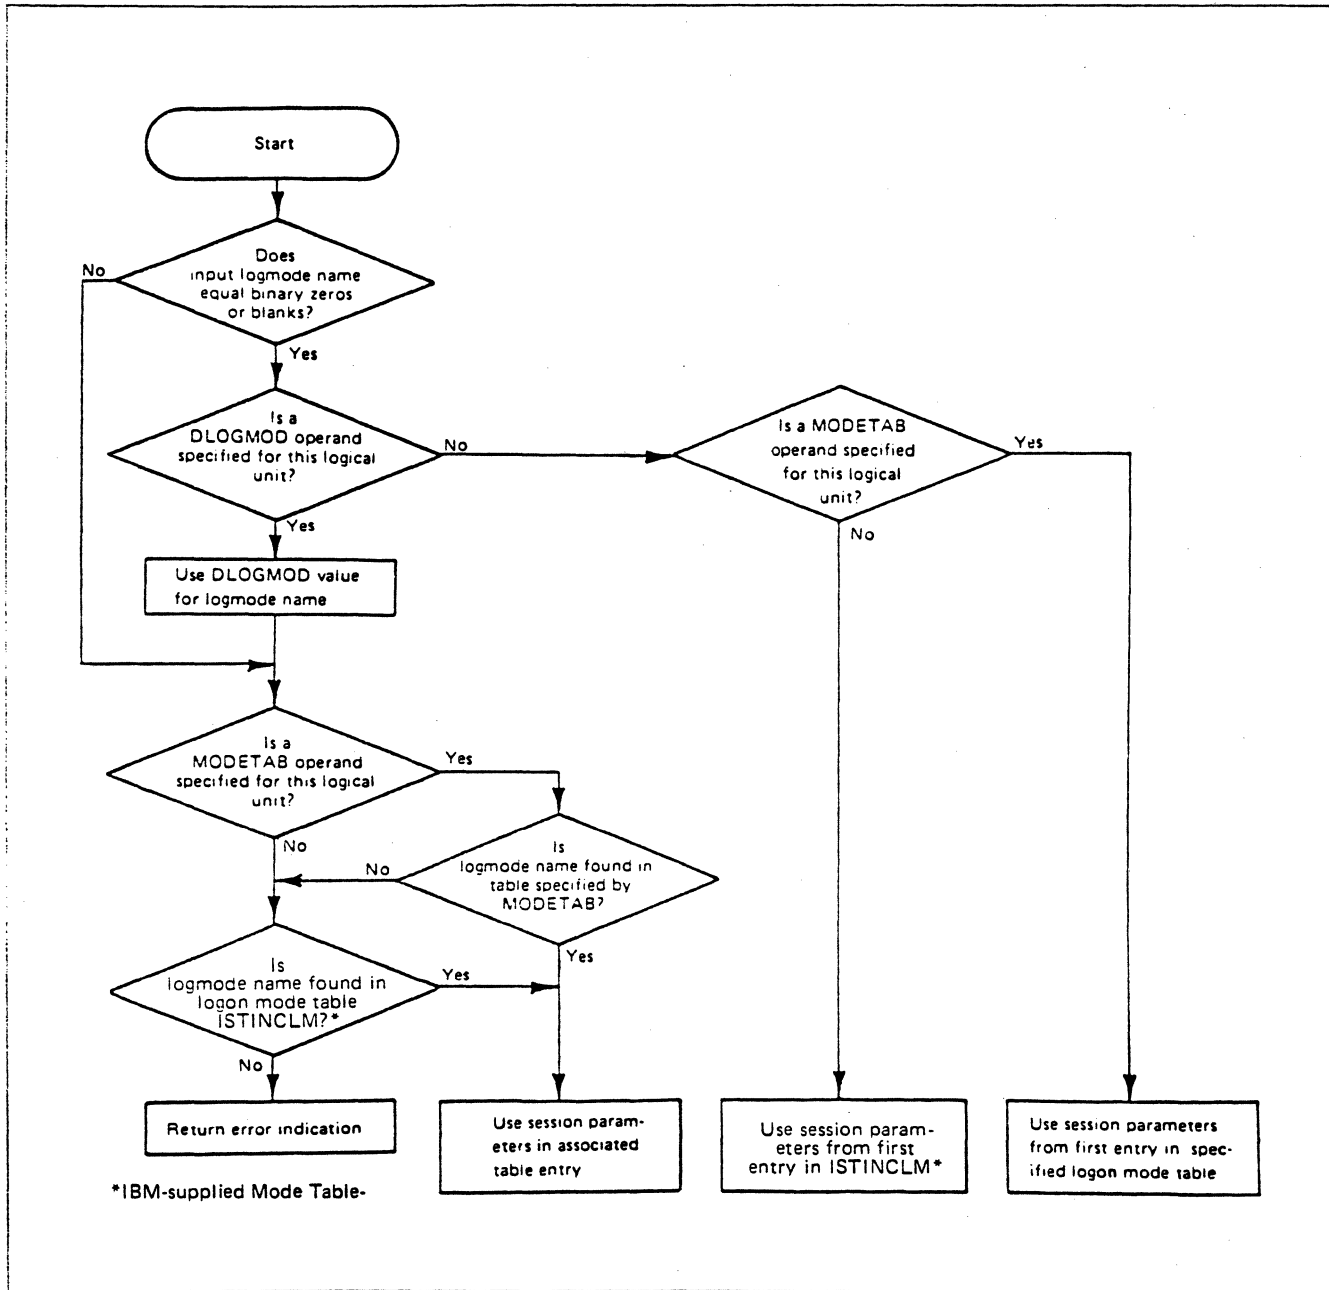 Start
Does
input logmode name
equal binary zeros
or blanks?
No
Yes
Is a
DLOGMOD operand
specified for this logical
unit?
No
Yes
Is a MODETAB
operand specified
for this logical
unit?
Yes
No
Use DLOGMOD value
for logmode name
Is a
MODETAB operand
specified for this logical
unit?
Yes
No
Is
logmode name found in
table specified by
MODETAB?
No
Yes
Is
logmode name found in
logon mode table
ISTINCLM?*
Yes
No
Return error indication
Use session param-
eters in associated
table entry
Use session param-
eters from first
entry in ISTINCLM*
Use session parameters
from first entry in spec-
ified logon mode table
*IBM-supplied Mode Table-